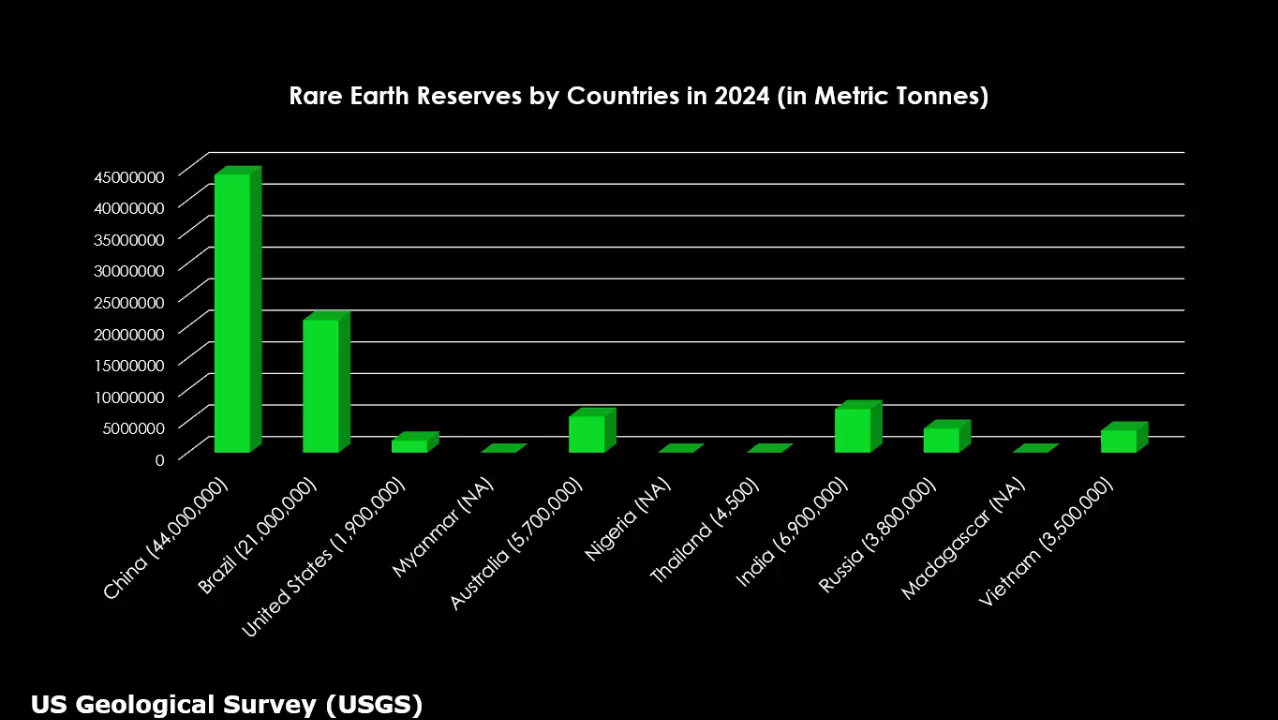 Rare Earth Reserves by Countries in 2024 (in Metric Tonnes)
45000000
40000000
35000000
30000000
25000000
20000000
15000000
10000000
5000000
0
China (44,000,000)
Brazil (21,000,000)
United States (1,900,000)
Myanmar (NA)
Australia (5,700,000)
Nigeria (NA)
Thailand (4,500)
India (6,900,000)
Russia (3,800,000)
Madagascar (NA)
Vietnam (3,500,000)
US Geological Survey (USGS)